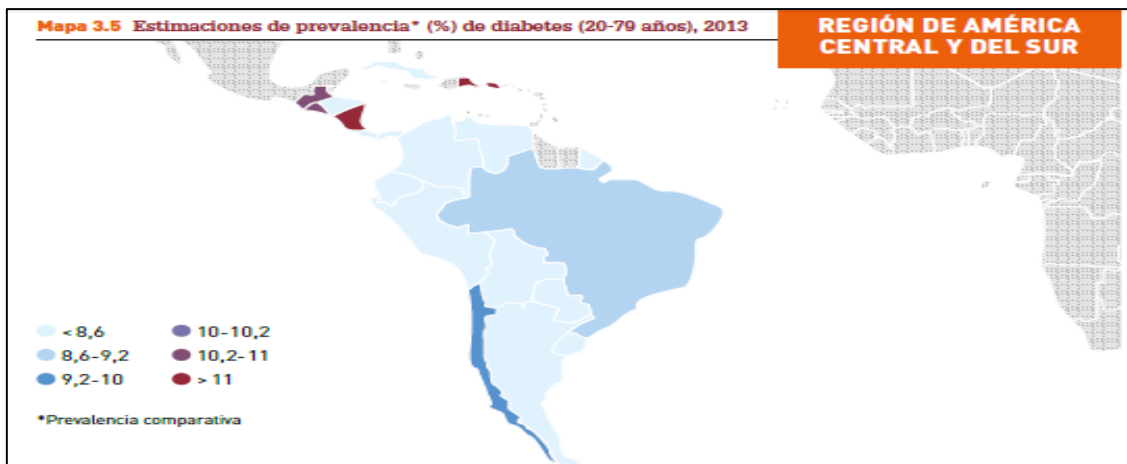 Mapa 3.5 Estimaciones de prevalencia* (%) de diabetes (20-79 años), 2013
REGIÓN DE AMÉRICA
CENTRAL Y DEL SUR
< 8,6
8,6-9,2
9,2-10
10-10,2
10,2-11
> 11
*Prevalencia comparativa